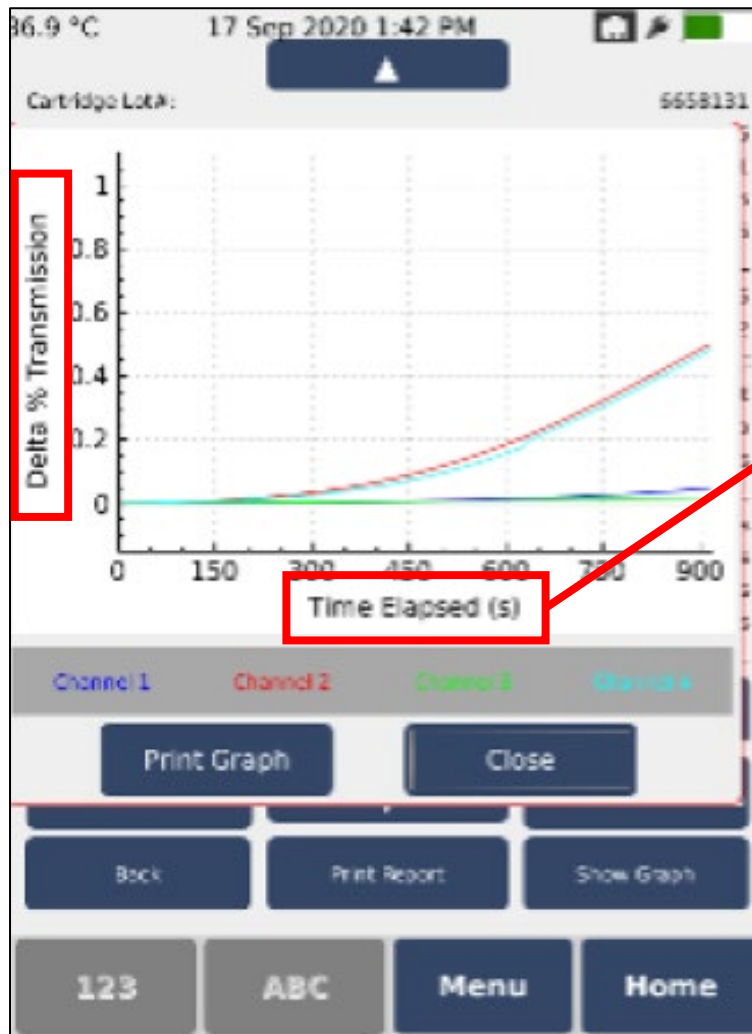 36.9 °C 17 Sep 2020 1:42 PM
Cartridge Lot#: 6658131
Delta % Transmission
1
0.8
0.6
0.4
0.2
0
0 150 300 450 600 750 900
Time Elapsed (s)
Channel 1 Channel 2 Channel 3 Channel 4
Print Graph Close
Back Print Report Show Graph
123 ABC Menu Home